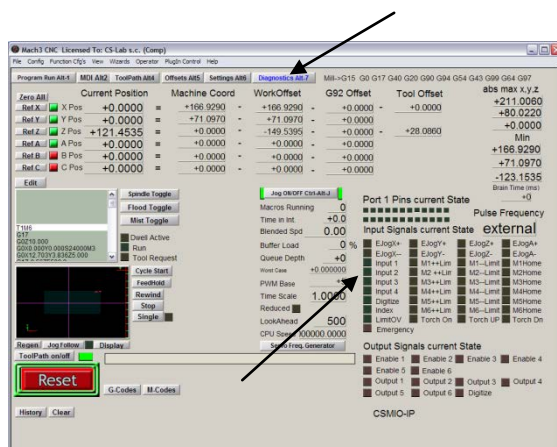 Mach3 CNC Licensed To: CS-Lab s.c. (Comp)
File Config Function Cfg's View Wizards Operator PlugIn Control Help
Program Run Alt-1 MDI Alt2 ToolPath Alt4 Offsets Alt5 Settings Alt6 Diagnostics Alt-7 Mill->G15 G0 G17 G40 G20 G90 G94 G54 G43 G99 G64 G97
Zero All Current Position Machine Coord WorkOffset G92 Offset Tool Offset abs max x,y,z
Ref X X Pos +0.0000 = +166.9290 - +166.9290 - +0.0000 - +0.0000 +211.0060
Ref Y Y Pos +0.0000 = +71.0970 - +71.0970 - +0.0000 +80.0220
Ref Z Z Pos +121.4535 = +0.0000 - -149.5395 - +0.0000 - +28.0860 +0.0000
Ref A A Pos +0.0000 = +0.0000 - +0.0000 - +0.0000 Min
Ref B B Pos +0.0000 = +0.0000 - +0.0000 - +0.0000 +166.9290
Ref C C Pos +0.0000 = +0.0000 - +0.0000 - +0.0000 +71.0970
-123.1535
Edit
Brain Time (ms)
+0
Spindle Toggle
Flood Toggle
Mist Toggle
T1M6
G17
G0Z15.000
G0X0.000Y0.000S24000M3
G0X12.703Y3.836Z5.000
Dwell Active
Run
Tool Request
Cycle Start
FeedHold
Rewind
Stop
Single
Regen Jog Follow Display
ToolPath on/off
Reset
G-Codes M-Codes
History Clear
Jog ON/OFF Ctrl-Alt-J
Macros Running 0
Time in Int. +0.0
Blended Spd 0.00
Buffer Load 0 %
Queue Depth +0
Worst Case +0.000000
PWM Base
Time Scale 1.0000
Reduced
LookAhead 500
CPU Speed 100000.0000
Servo Freq. Generator
Port 1 Pins current State
Pulse Frequency
Input Signals current State external
EJogX+ EJogY+ EJogZ+ EJogA+
EJogX- EJogY- EJogZ- EJogA-
Input 1 M1++Lim M1--Limit M1Home
Input 2 M2 ++Lim M2--Limit M2Home
Input 3 M3++Lim M3--Limit M3Home
Input 4 M4++Lim M4--Limit M4Home
Digitize M5++Lim M5--Limit M5Home
Index M6++Lim M6--Limit M6Home
LimitOV Torch On Torch UP Torch On
Emergency
Output Signals current State
Enable 1 Enable 2 Enable 3 Enable 4
Enable 5 Enable 6
Output 1 Output 2 Output 3 Output 4
Output 5 Output 6 Digitize
CSMIO-IP